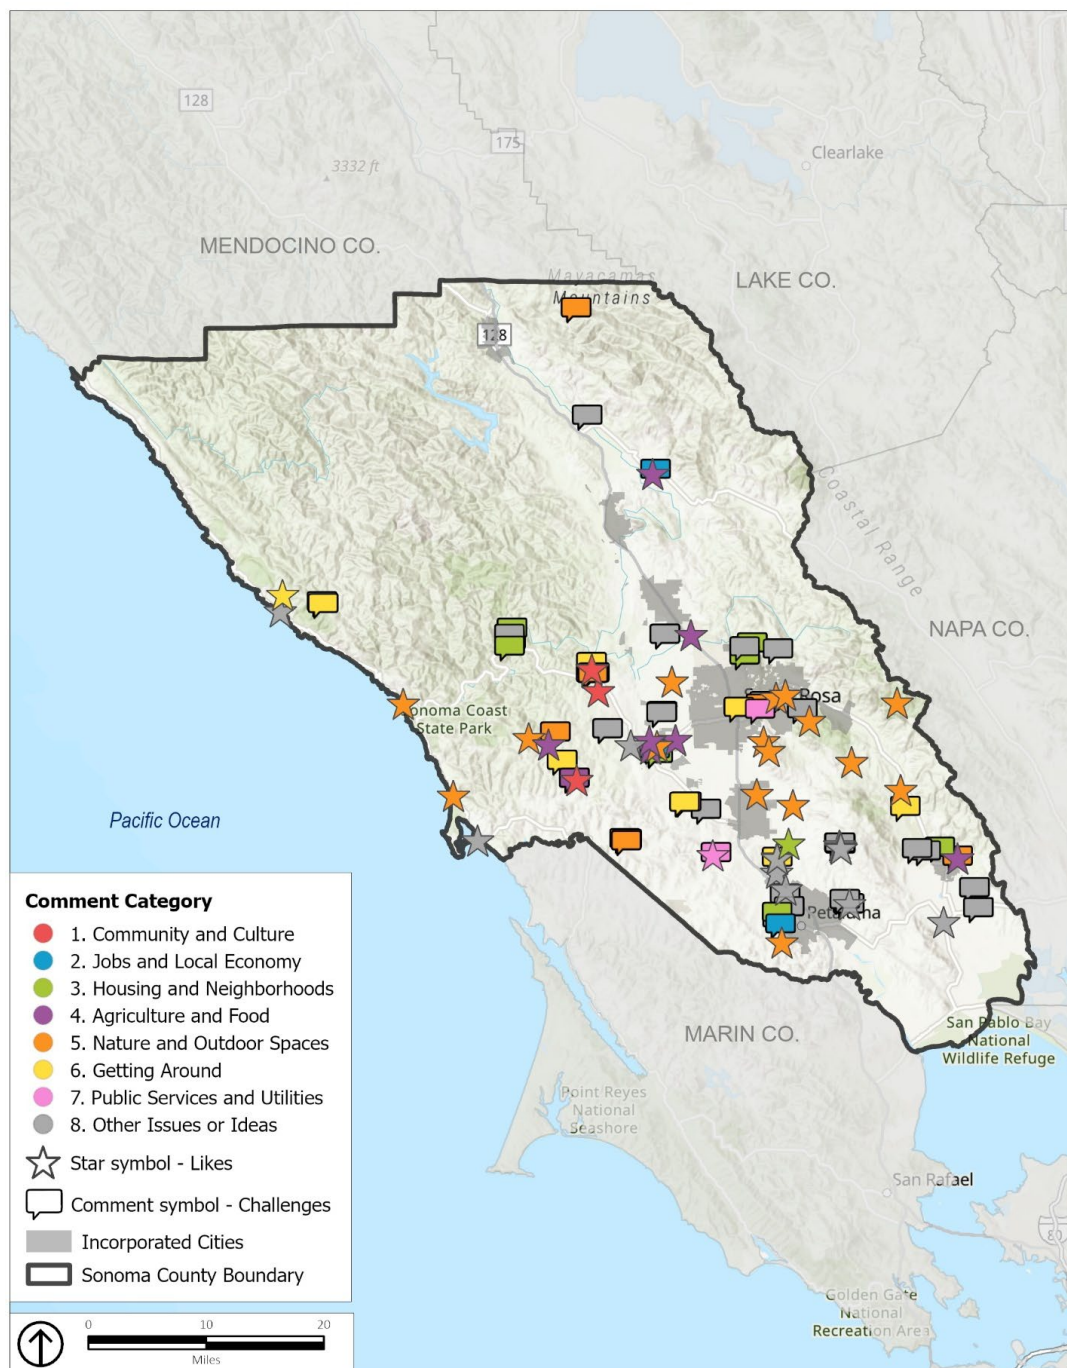 128
175
Clearlake
3332 ft
MENDOCINO CO.
LAKE CO.
Mayacamas
Mountains
128
Coastal Range
NAPA CO.
Rosa
Sonoma Coast
State Park
Pacific Ocean
Petaluma
MARIN CO.
San Pablo Bay
National
Wildlife Refuge
Point Reyes
National
Seashore
San Rafael
80
Golden Gate
National
Recreation Area
Comment Category
1. Community and Culture
2. Jobs and Local Economy
3. Housing and Neighborhoods
4. Agriculture and Food
5. Nature and Outdoor Spaces
6. Getting Around
7. Public Services and Utilities
8. Other Issues or Ideas
Star symbol - Likes
Comment symbol - Challenges
Incorporated Cities
Sonoma County Boundary
0 10 20
Miles